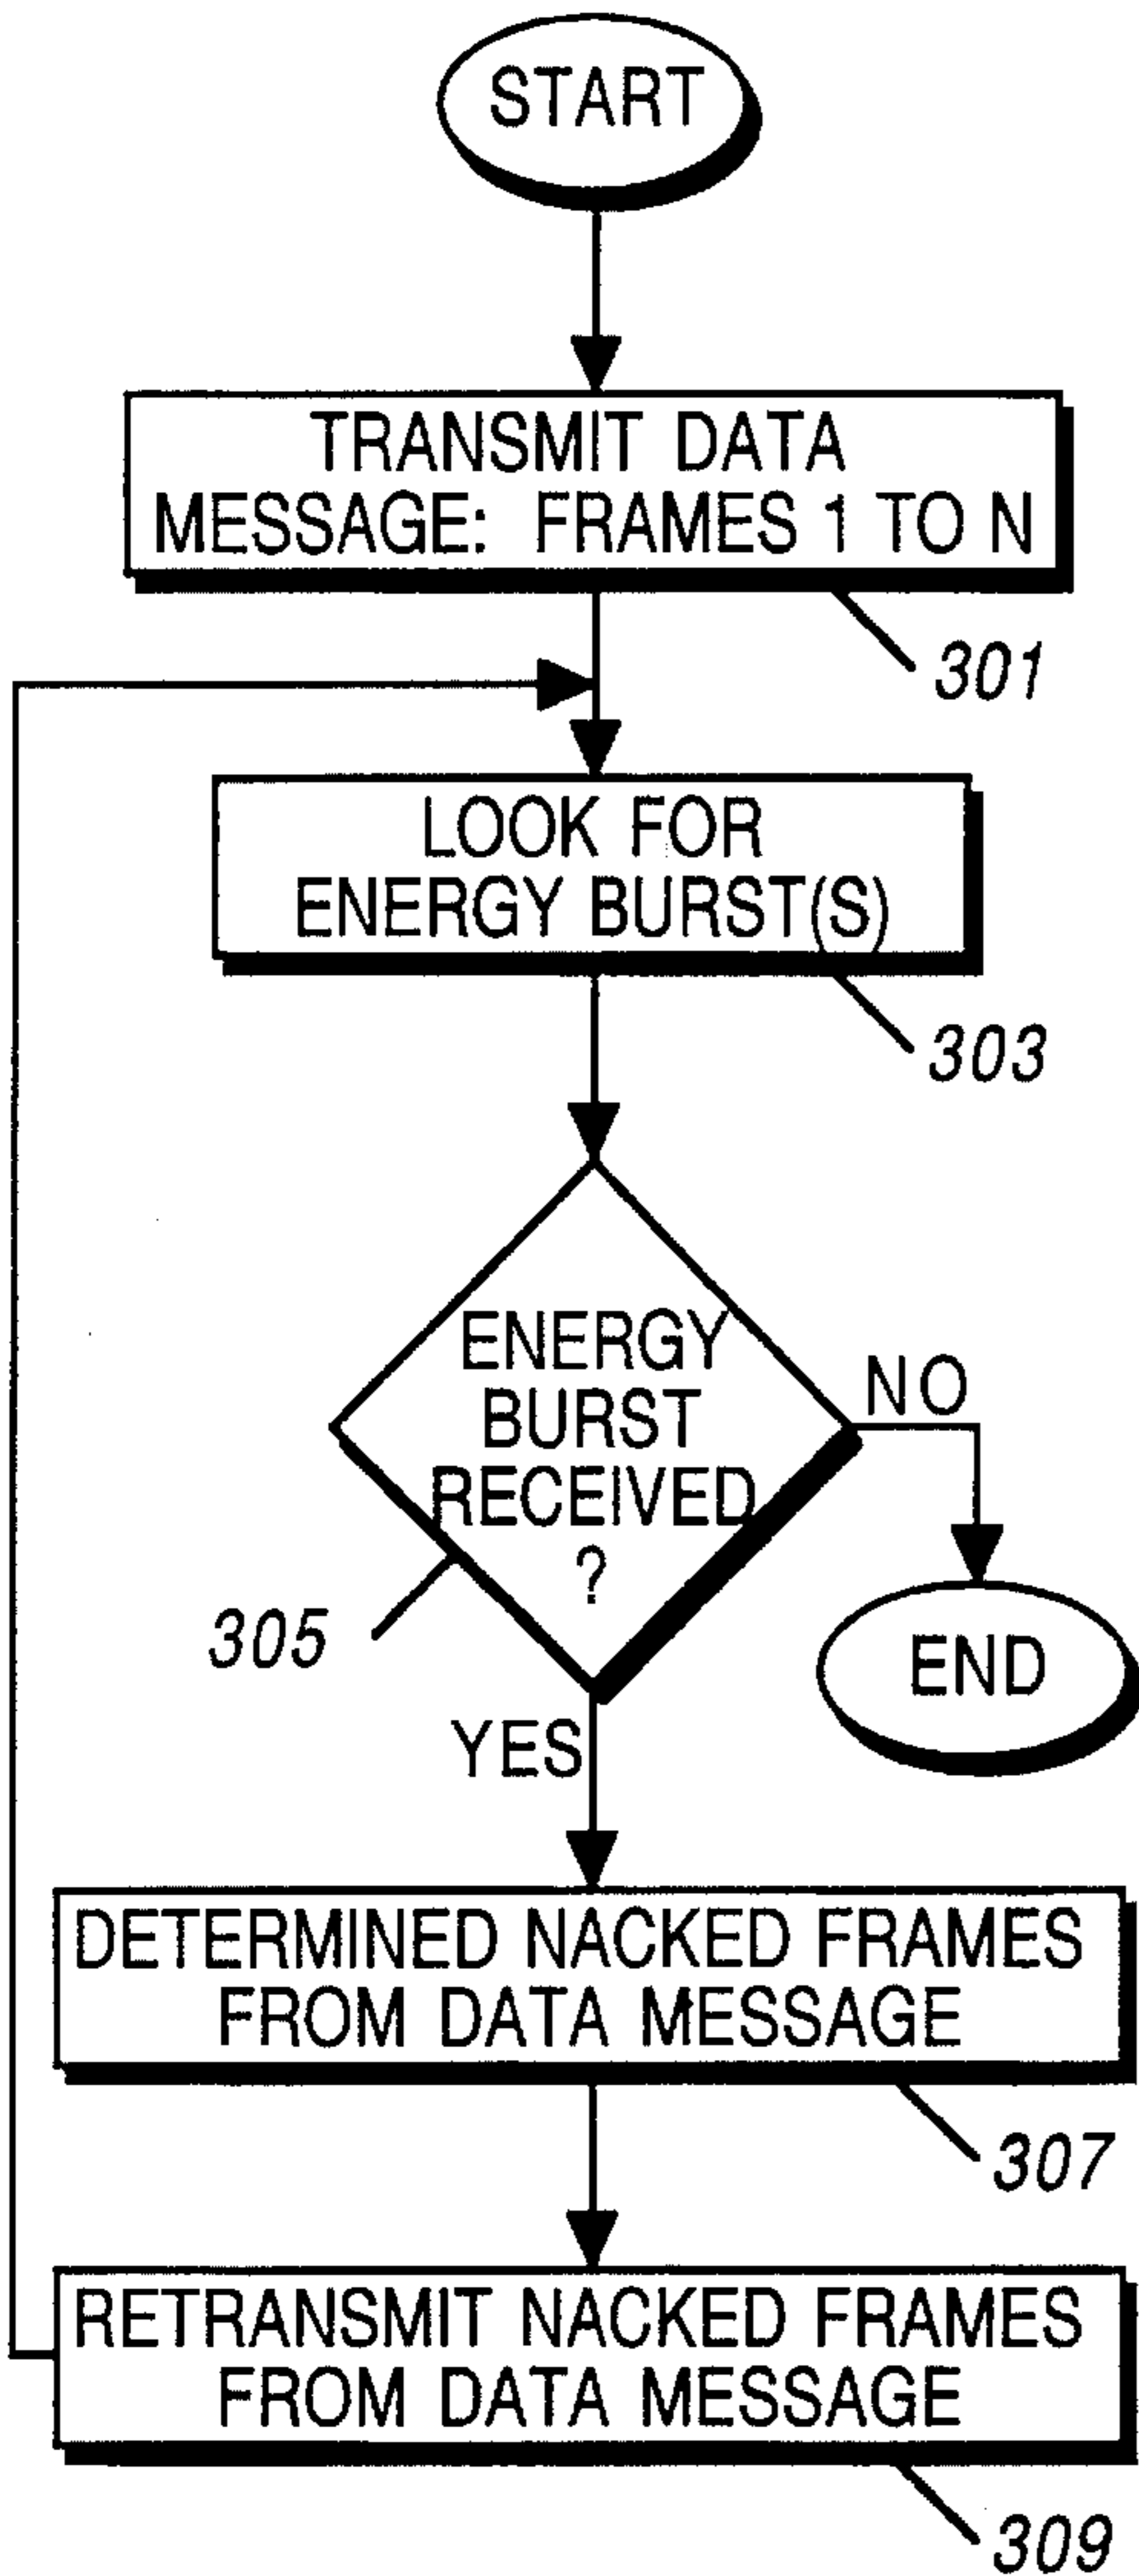 START
TRANSMIT DATA
MESSAGE: FRAMES 1 TO N
301
LOOK FOR
ENERGY BURST(S)
303
ENERGY
BURST
RECEIVED
?
NO
305
END
YES
DETERMINED NACKED FRAMES
FROM DATA MESSAGE
307
RETRANSMIT NACKED FRAMES
FROM DATA MESSAGE
309